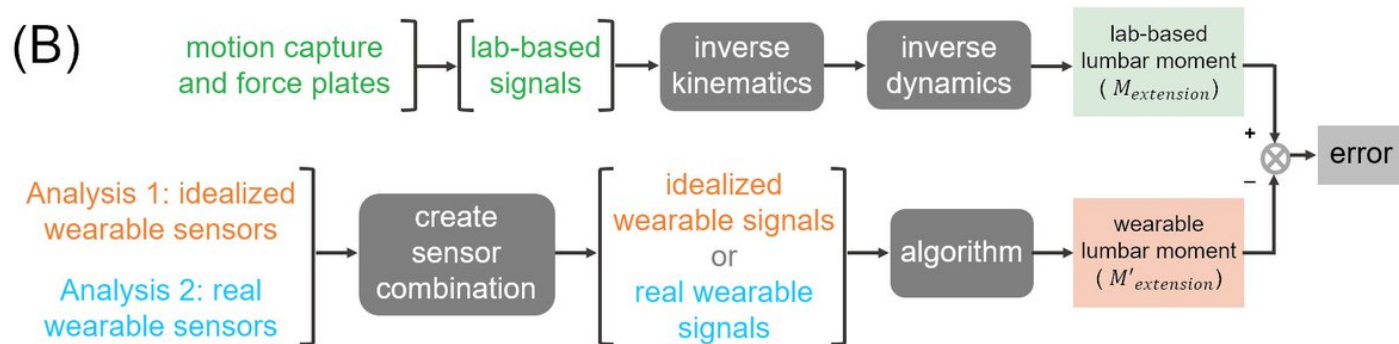 (B)
motion capture
and force plates
lab-based
signals
inverse
kinematics
inverse
dynamics
lab-based
lumbar moment
( M_extension)
+
−
error
Analysis 1: idealized
wearable sensors
Analysis 2: real
wearable sensors
create
sensor
combination
idealized
wearable signals
or
real wearable
signals
algorithm
wearable
lumbar moment
( M'_extension)